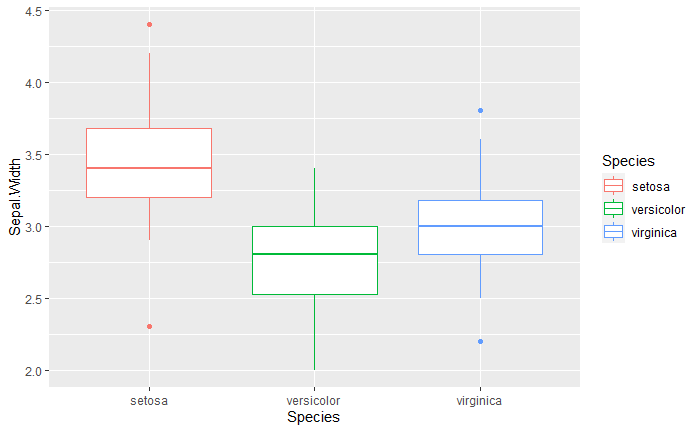 4.5
4.0
3.5
3.0
2.5
2.0
Sepal.Width
setosa
versicolor
virginica
Species
Species
setosa
versicolor
virginica